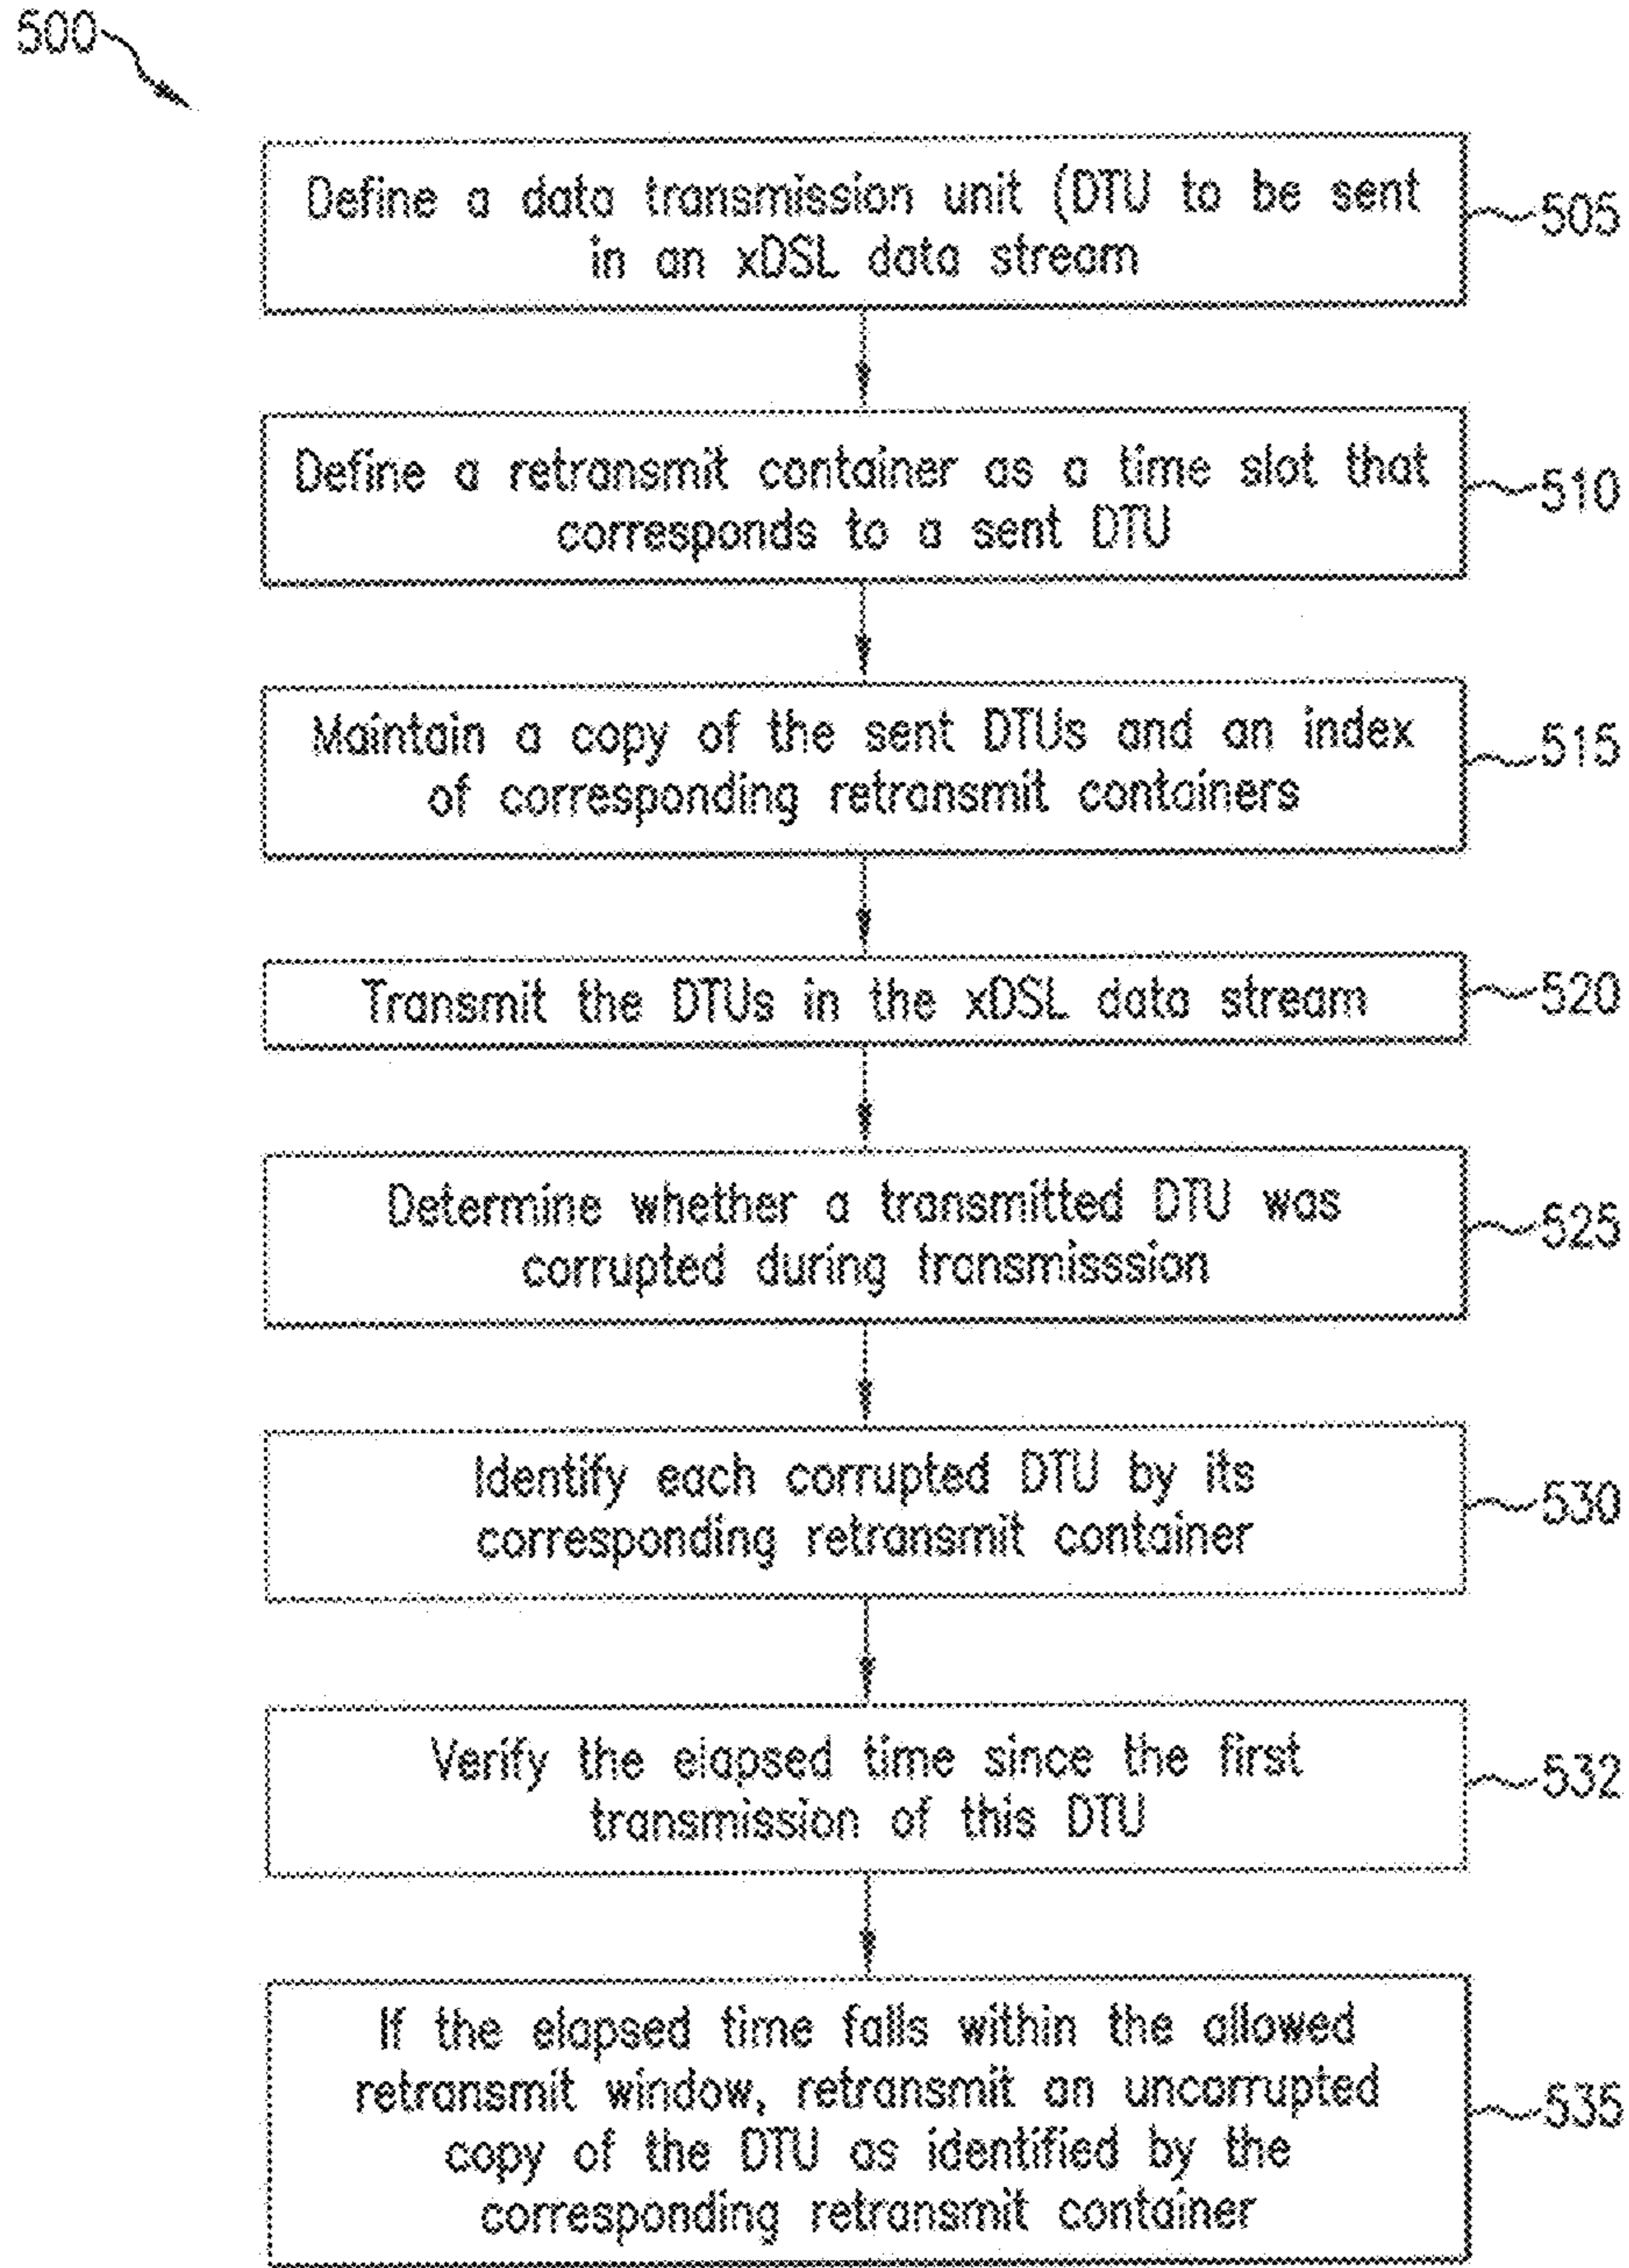 500
Define a data transmission unit (DTU to be sent
in an xDSL data stream
505
Define a retransmit container as a time slot that
corresponds to a sent DTU
510
Maintain a copy of the sent DTUs and an index
of corresponding retransmit containers
515
Transmit the DTUs in the xDSL data stream
520
Determine whether a transmitted DTU was
corrupted during transmisssion
525
Identify each corrupted DTU by its
corresponding retransmit container
530
Verify the elapsed time since the first
transmission of this DTU
532
If the elapsed time falls within the allowed
retransmit window, retransmit an uncorrupted
copy of the DTU as identified by the
corresponding retransmit container
535